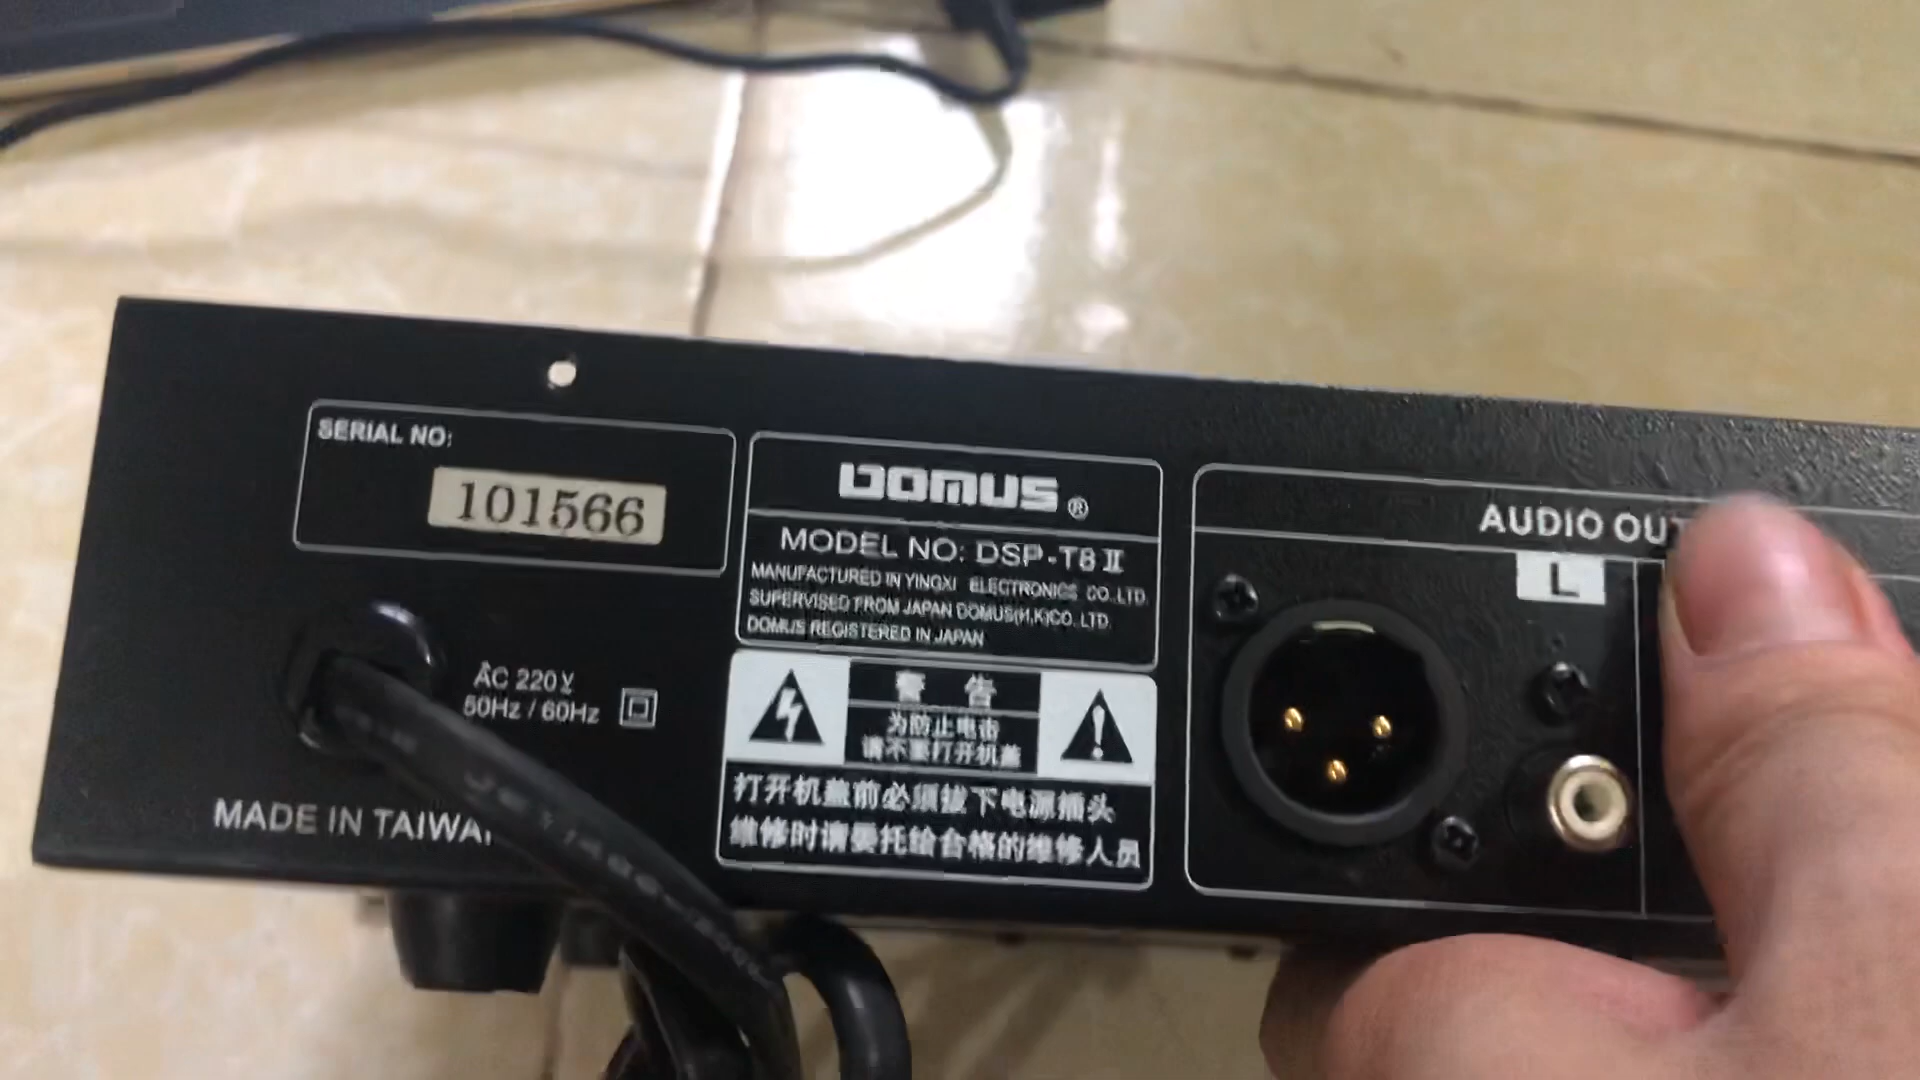 SERIAL NO:
101566
AC 220V
50Hz / 60Hz
MADE IN TAIWA
DOMUS ®
MODEL NO: DSP-T8 II
MANUFACTURED IN YINGXI ELECTRONICS CO.,LTD.
SUPERVISED FROM JAPAN DOMUS(H.K)CO. LTD.
DOMUS REGISTERED IN JAPAN
警 告
为防止电击
请不要打开机盖
打开机盖前必须拔下电源插头
维修时请委托给合格的维修人员
AUDIO OUT
L